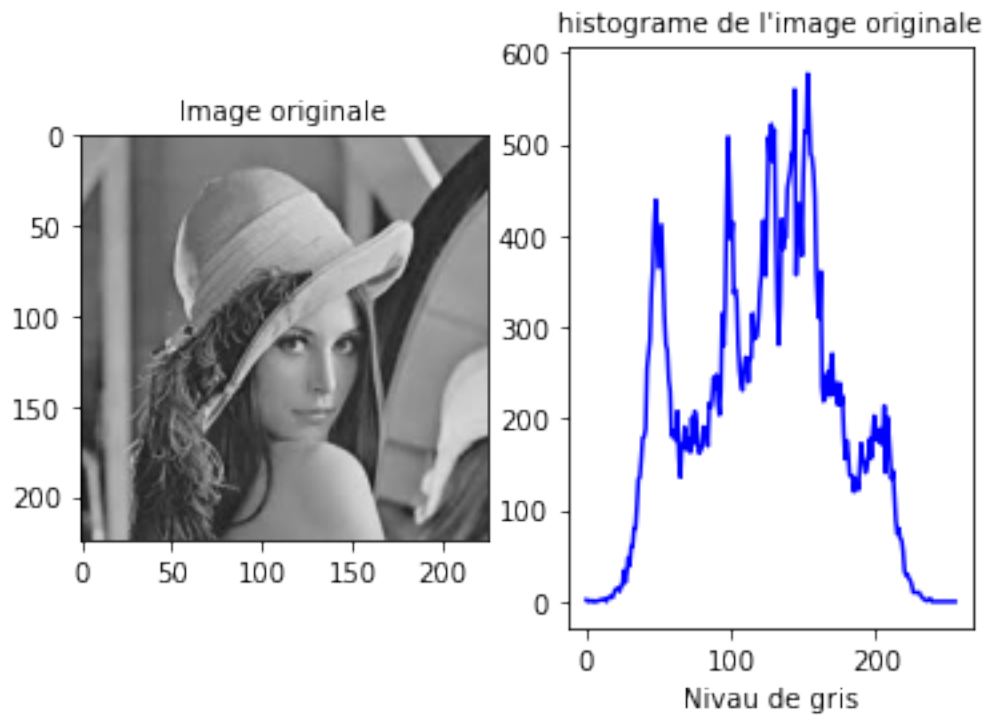 Image originale
0
50
100
150
200
0 50 100 150 200
histograme de l'image originale
600
500
400
300
200
100
0
0 100 200
Nivau de gris